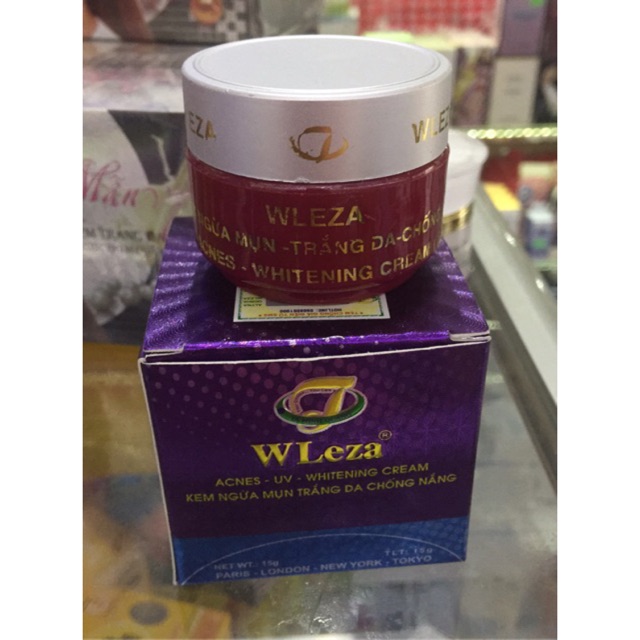 WLEZA
WLEZA
NGỪA MỤN -TRẮNG DA-CHỐNG
ACNES - WHITENING CREAM
WLeza
ACNES - UV - WHITENING CREAM
KEM NGỪA MỤN TRẮNG DA CHỐNG NẮNG
NET WT.: 15g TLT: 15g
PARIS - LONDON - NEW YORK - TOKYO